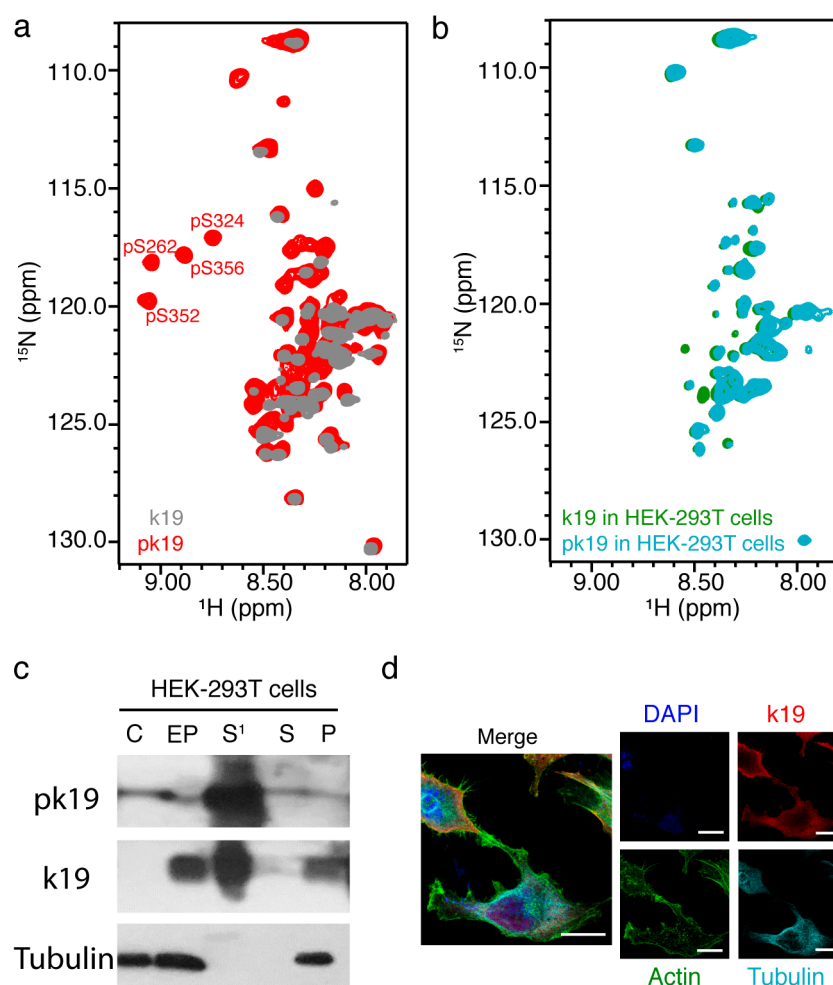 a
110.0
115.0
120.0
125.0
130.0
¹⁵N (ppm)
pS324
pS262
pS356
pS352
k19
pk19
9.00 8.50 8.00
¹H (ppm)
b
110.0
115.0
120.0
125.0
130.0
¹⁵N (ppm)
k19 in HEK-293T cells
pk19 in HEK-293T cells
9.00 8.50 8.00
¹H (ppm)
c
HEK-293T cells
C EP S¹ S P
pk19
k19
Tubulin
d
Merge
DAPI
k19
Actin
Tubulin